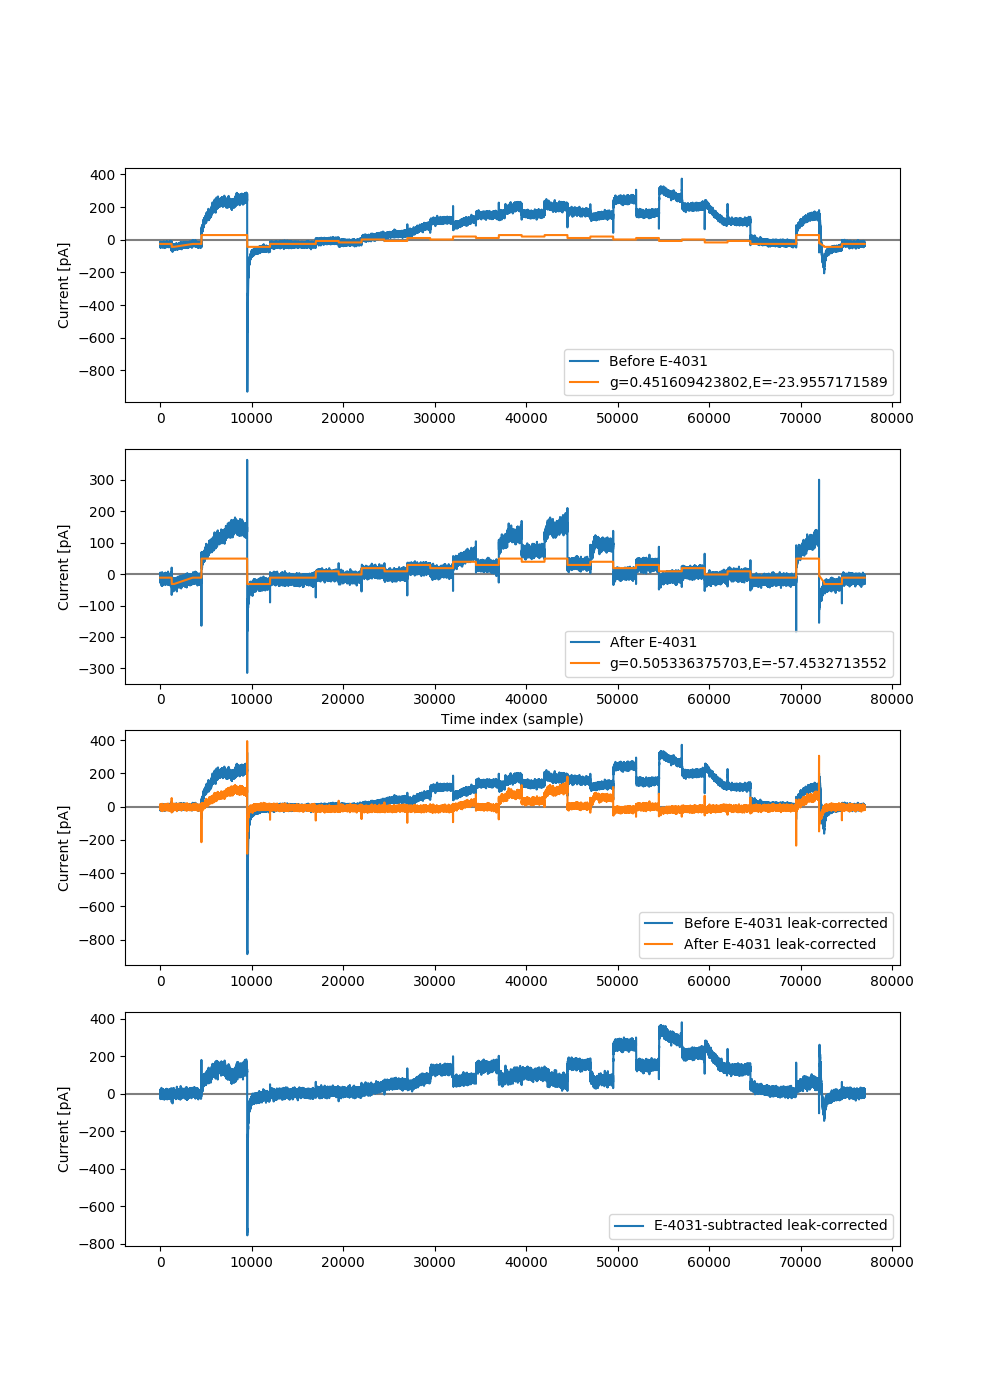 400
200
0
−200
−400
−600
−800
Current [pA]
Before E-4031
g=0.451609423802,E=-23.9557171589
0 10000 20000 30000 40000 50000 60000 70000 80000
300
200
100
0
−100
−200
−300
Current [pA]
After E-4031
g=0.505336375703,E=-57.4532713552
0 10000 20000 30000 40000 50000 60000 70000 80000
Time index (sample)
400
200
0
−200
−400
−600
−800
Current [pA]
Before E-4031 leak-corrected
After E-4031 leak-corrected
0 10000 20000 30000 40000 50000 60000 70000 80000
400
200
0
−200
−400
−600
−800
Current [pA]
E-4031-subtracted leak-corrected
0 10000 20000 30000 40000 50000 60000 70000 80000